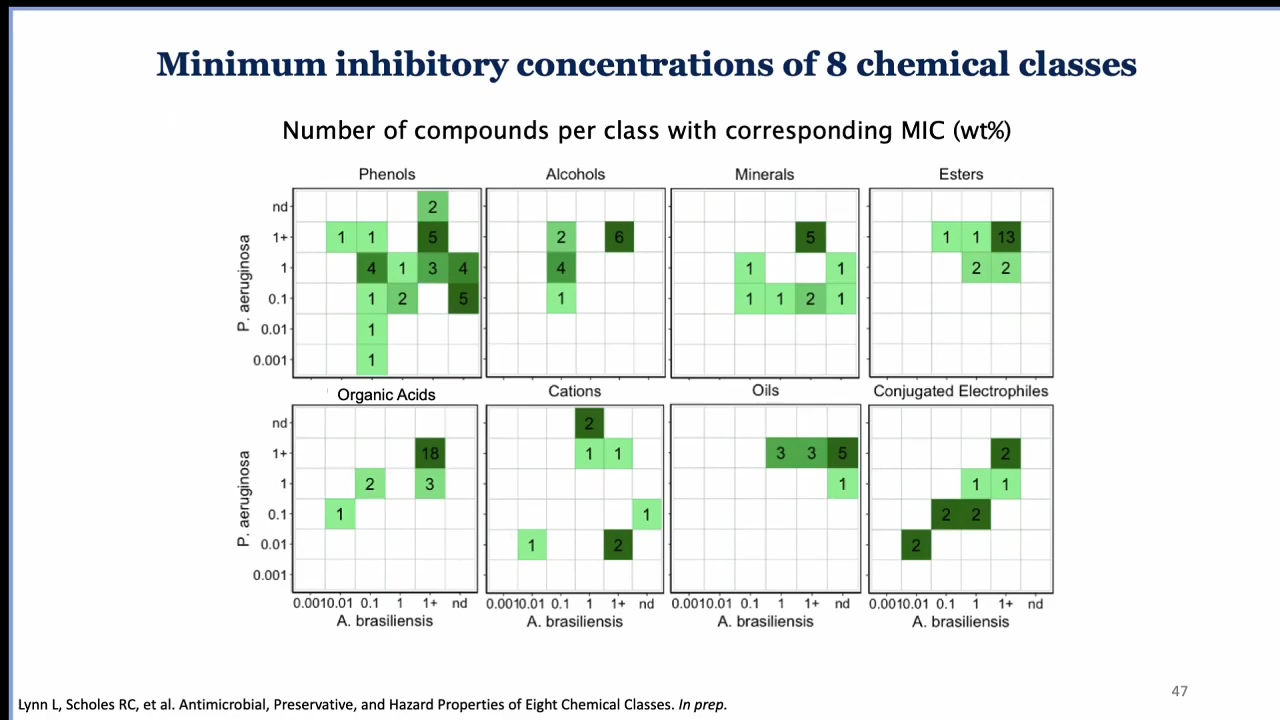 Minimum inhibitory concentrations of 8 chemical classes
Number of compounds per class with corresponding MIC (wt%)
Phenols Alcohols Minerals Esters
nd 2
1+ 1 1 5 2 6 5 1 1 13
1 4 1 3 4 4 1 1 2 2
0.1 1 2 5 1 1 1 2 1
0.01 1
0.001 1
P. aeruginosa
Organic Acids Cations Oils Conjugated Electrophiles
nd 2
1+ 18 1 1 3 3 5 2
1 2 3 1 1 1
0.1 1 1 2 2
0.01 1 2 2
0.001
P. aeruginosa
0.001 0.01 0.1 1 1+ nd 0.001 0.01 0.1 1 1+ nd 0.001 0.01 0.1 1 1+ nd 0.001 0.01 0.1 1 1+ nd
A. brasiliensis A. brasiliensis A. brasiliensis A. brasiliensis
47
Lynn L, Scholes RC, et al. Antimicrobial, Preservative, and Hazard Properties of Eight Chemical Classes. In prep.